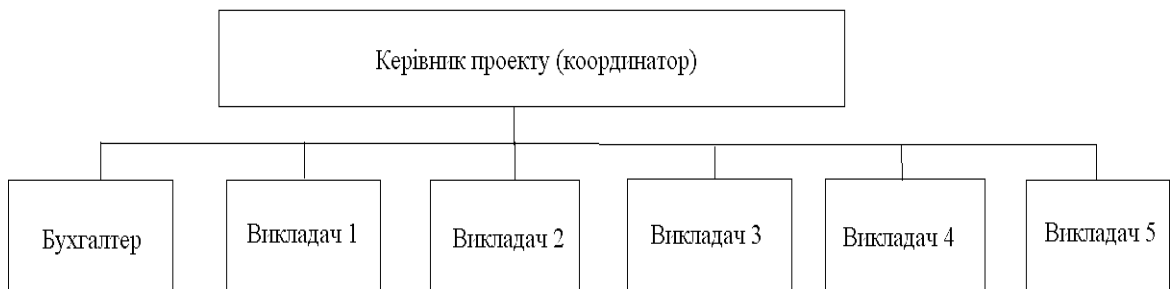 Керівник проекту (координатор)
Бухгалтер
Викладач 1
Викладач 2
Викладач 3
Викладач 4
Викладач 5